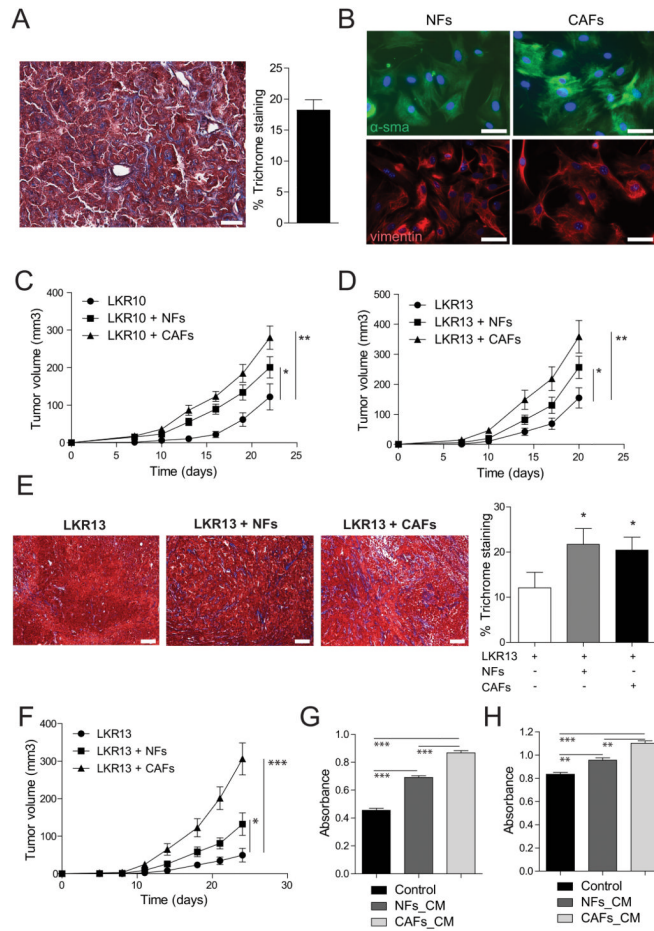 A
% Trichrome staining
25
20
15
10
5
0
B
NFs
CAFs
α-sma
vimentin
C
LKR10
LKR10 + NFs
LKR10 + CAFs
Tumor volume (mm3)
400
300
200
100
0
0 5 10 15 20 25
Time (days)
**
*
D
LKR13
LKR13 + NFs
LKR13 + CAFs
Tumor volume (mm3)
500
400
300
200
100
0
0 5 10 15 20 25
Time (days)
**
*
E
LKR13
LKR13 + NFs
LKR13 + CAFs
% Trichrome staining
30
20
10
0
* *
LKR13 + + +
NFs - + -
CAFs - - +
F
LKR13
LKR13 + NFs
LKR13 + CAFs
Tumor volume (mm3)
400
300
200
100
0
0 10 20 30
Time (days)
***
*
G
Absorbance
1.0
0.8
0.6
0.4
0.2
0.0
***
***
***
Control
NFs_CM
CAFs_CM
H
Absorbance
1.2
1.0
0.8
0.6
0.4
0.2
0.0
***
**
**
Control
NFs_CM
CAFs_CM